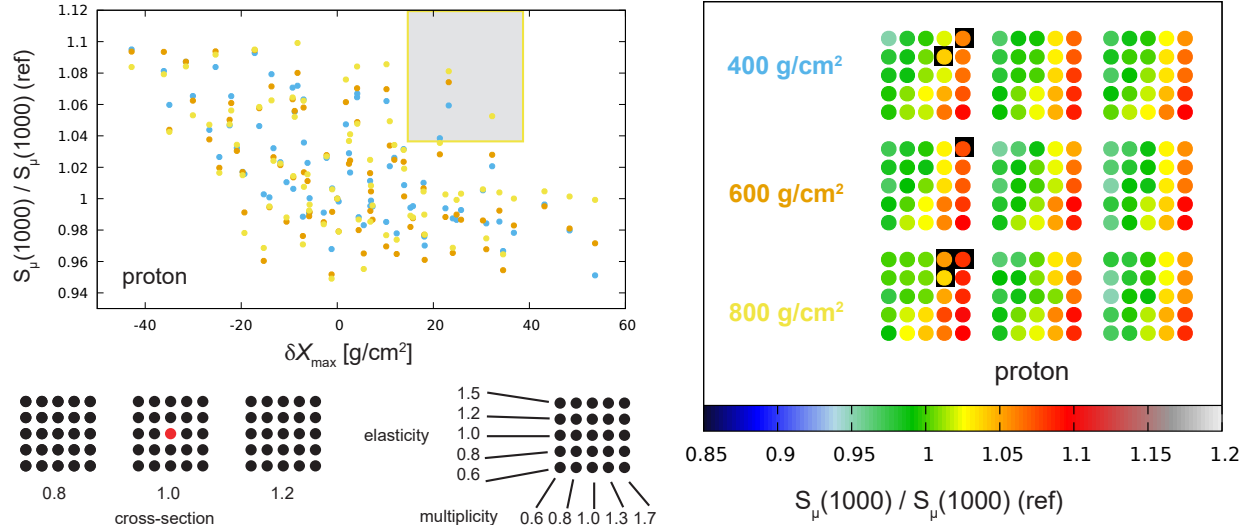 1.12
1.1
1.08
1.06
1.04
1.02
1
0.98
0.96
0.94
Sμ(1000) / Sμ(1000) (ref)
proton
-40
-20
0
20
40
60
δXmax [g/cm²]
0.8
1.0
1.2
cross-section
elasticity
1.5
1.2
1.0
0.8
0.6
multiplicity
0.6 0.8 1.0 1.3 1.7
400 g/cm²
600 g/cm²
800 g/cm²
proton
0.85 0.9 0.95 1 1.05 1.1 1.15 1.2
Sμ(1000) / Sμ(1000) (ref)